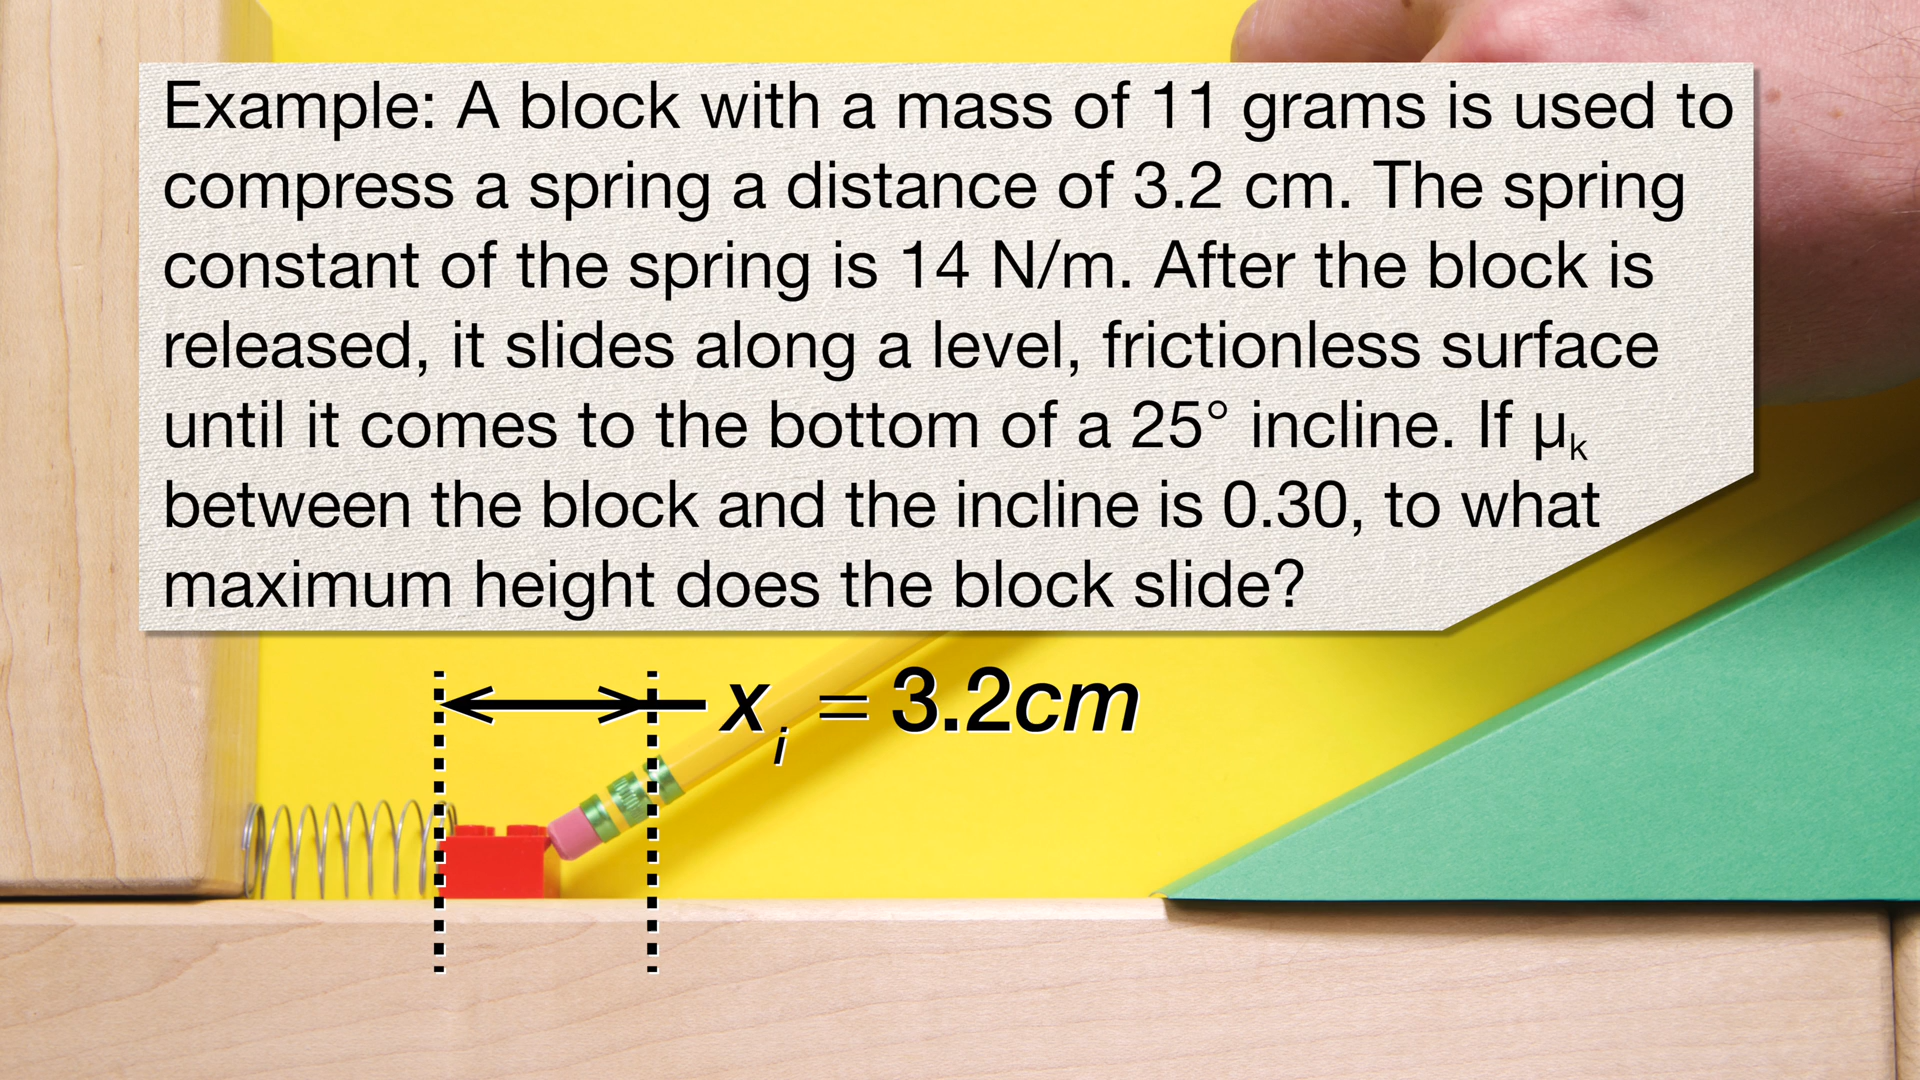 Example: A block with a mass of 11 grams is used to
compress a spring a distance of 3.2 cm. The spring
constant of the spring is 14 N/m. After the block is
released, it slides along a level, frictionless surface
until it comes to the bottom of a 25° incline. If μₖ
between the block and the incline is 0.30, to what
maximum height does the block slide?
xᵢ = 3.2cm